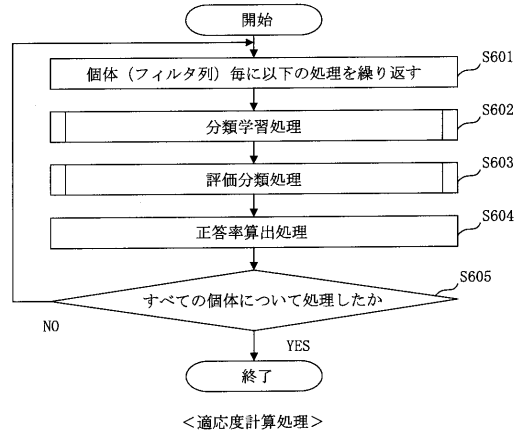 開始
S601
個体（フィルタ列）毎に以下の処理を繰り返す
S602
分類学習処理
S603
評価分類処理
S604
正答率算出処理
S605
すべての個体について処理したか
NO
YES
終了
＜適応度計算処理＞